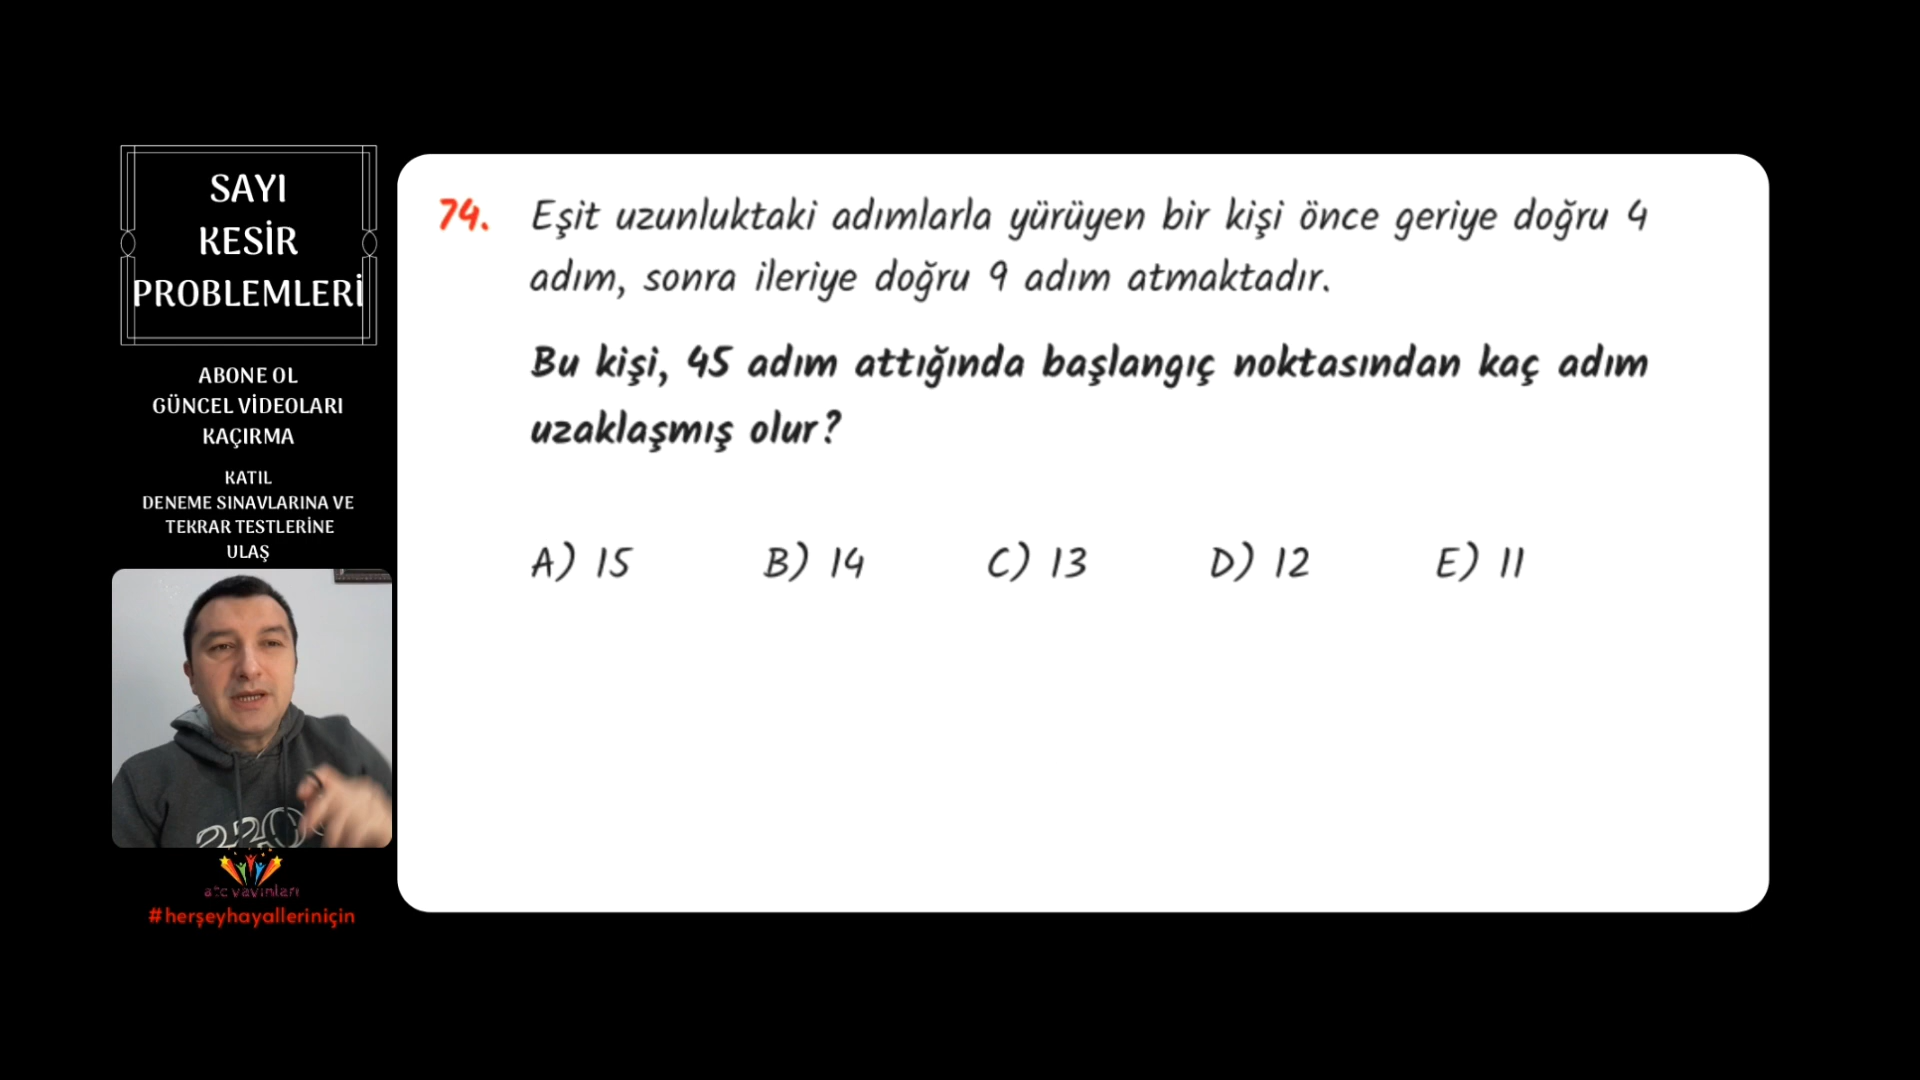 SAYI
KESİR
PROBLEMLERİ
ABONE OL
GÜNCEL VİDEOLARI
KAÇIRMA
KATIL
DENEME SINAVLARINA VE
TEKRAR TESTLERİNE
ULAŞ
atc yayınları
#herşeyhayalleriniçin
74. Eşit uzunluktaki adımlarla yürüyen bir kişi önce geriye doğru 4
adım, sonra ileriye doğru 9 adım atmaktadır.
Bu kişi, 45 adım attığında başlangıç noktasından kaç adım
uzaklaşmış olur?
A) 15 B) 14 C) 13 D) 12 E) 11